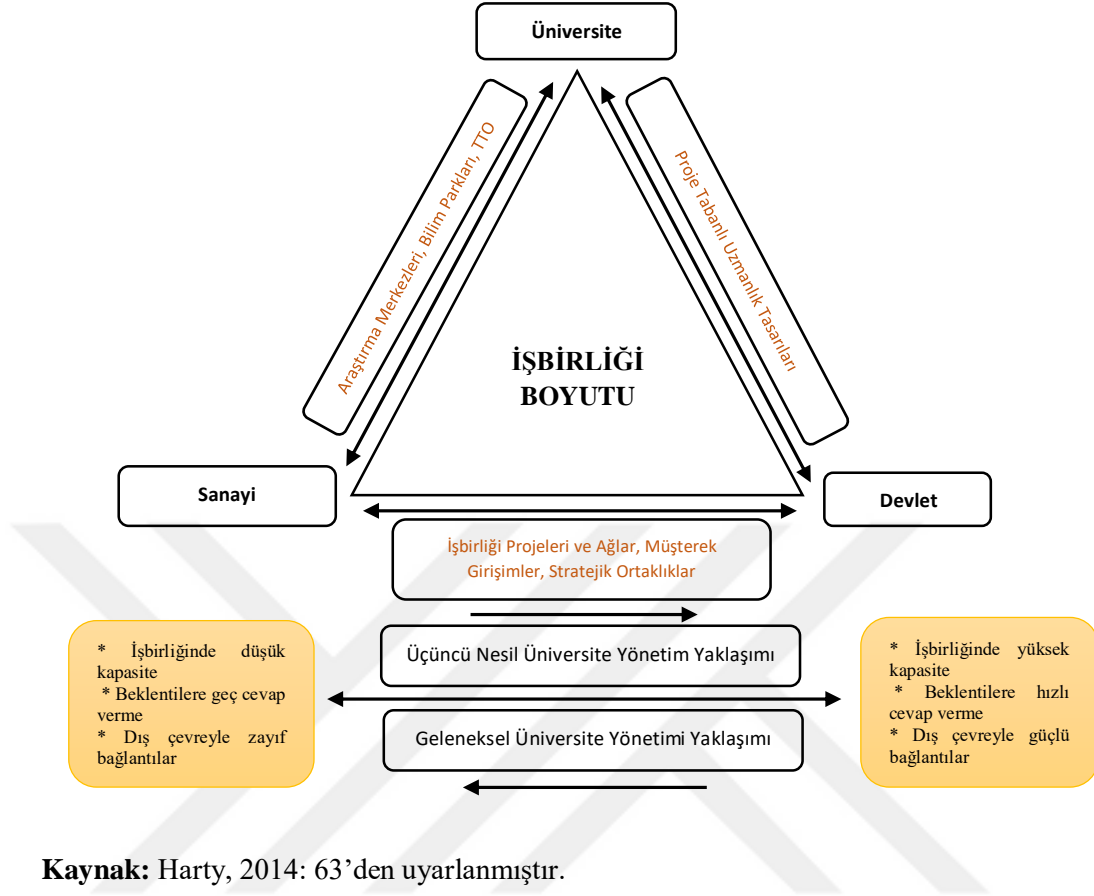 Üniversite
Araştırma Merkezleri, Bilim Parkları, TTO
Proje Tabanlı Uzmanlık Tasarıları
İŞBİRLİĞİ
BOYUTU
Sanayi
Devlet
İşbirliği Projeleri ve Ağlar, Müşterek
Girişimler, Stratejik Ortaklıklar
* İşbirliğinde düşük
kapasite
* Beklentilere geç cevap
verme
* Dış çevreyle zayıf
bağlantılar
Üçüncü Nesil Üniversite Yönetim Yaklaşımı
Geleneksel Üniversite Yönetimi Yaklaşımı
* İşbirliğinde yüksek
kapasite
* Beklentilere hızlı
cevap verme
* Dış çevreyle güçlü
bağlantılar
Kaynak: Harty, 2014: 63’den uyarlanmıştır.